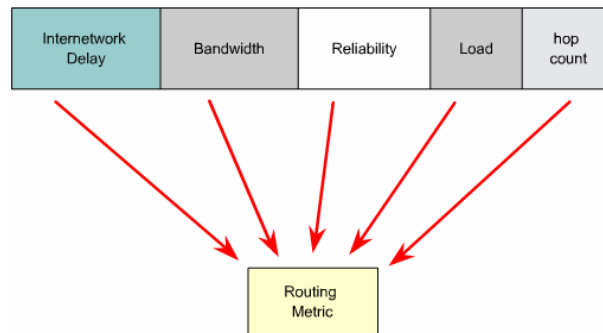 Internetwork
Delay
Bandwidth
Reliability
Load
hop
count
Routing
Metric